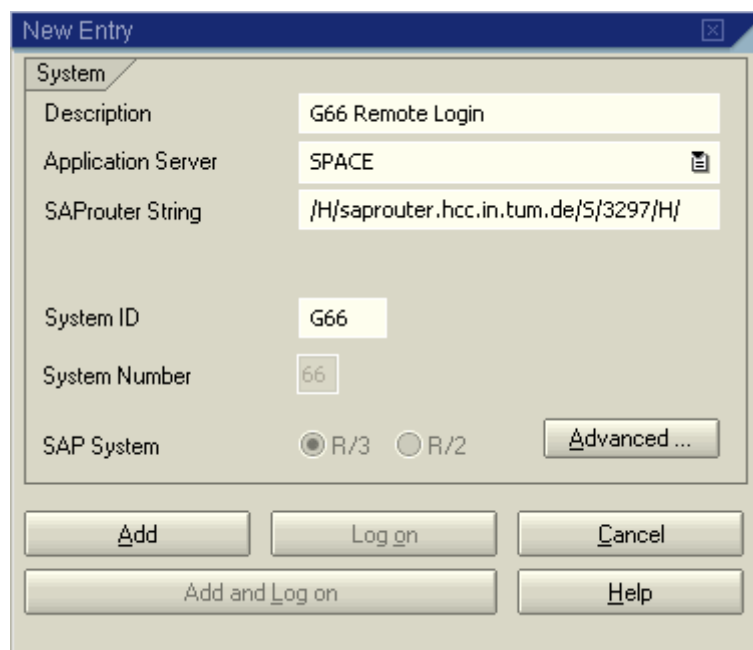 New Entry
System
Description G66 Remote Login
Application Server SPACE
SAProuter String /H/saprouter.hcc.in.tum.de/S/3297/H/
System ID G66
System Number 66
SAP System R/3 R/2 Advanced ...
Add Log on Cancel
Add and Log on Help